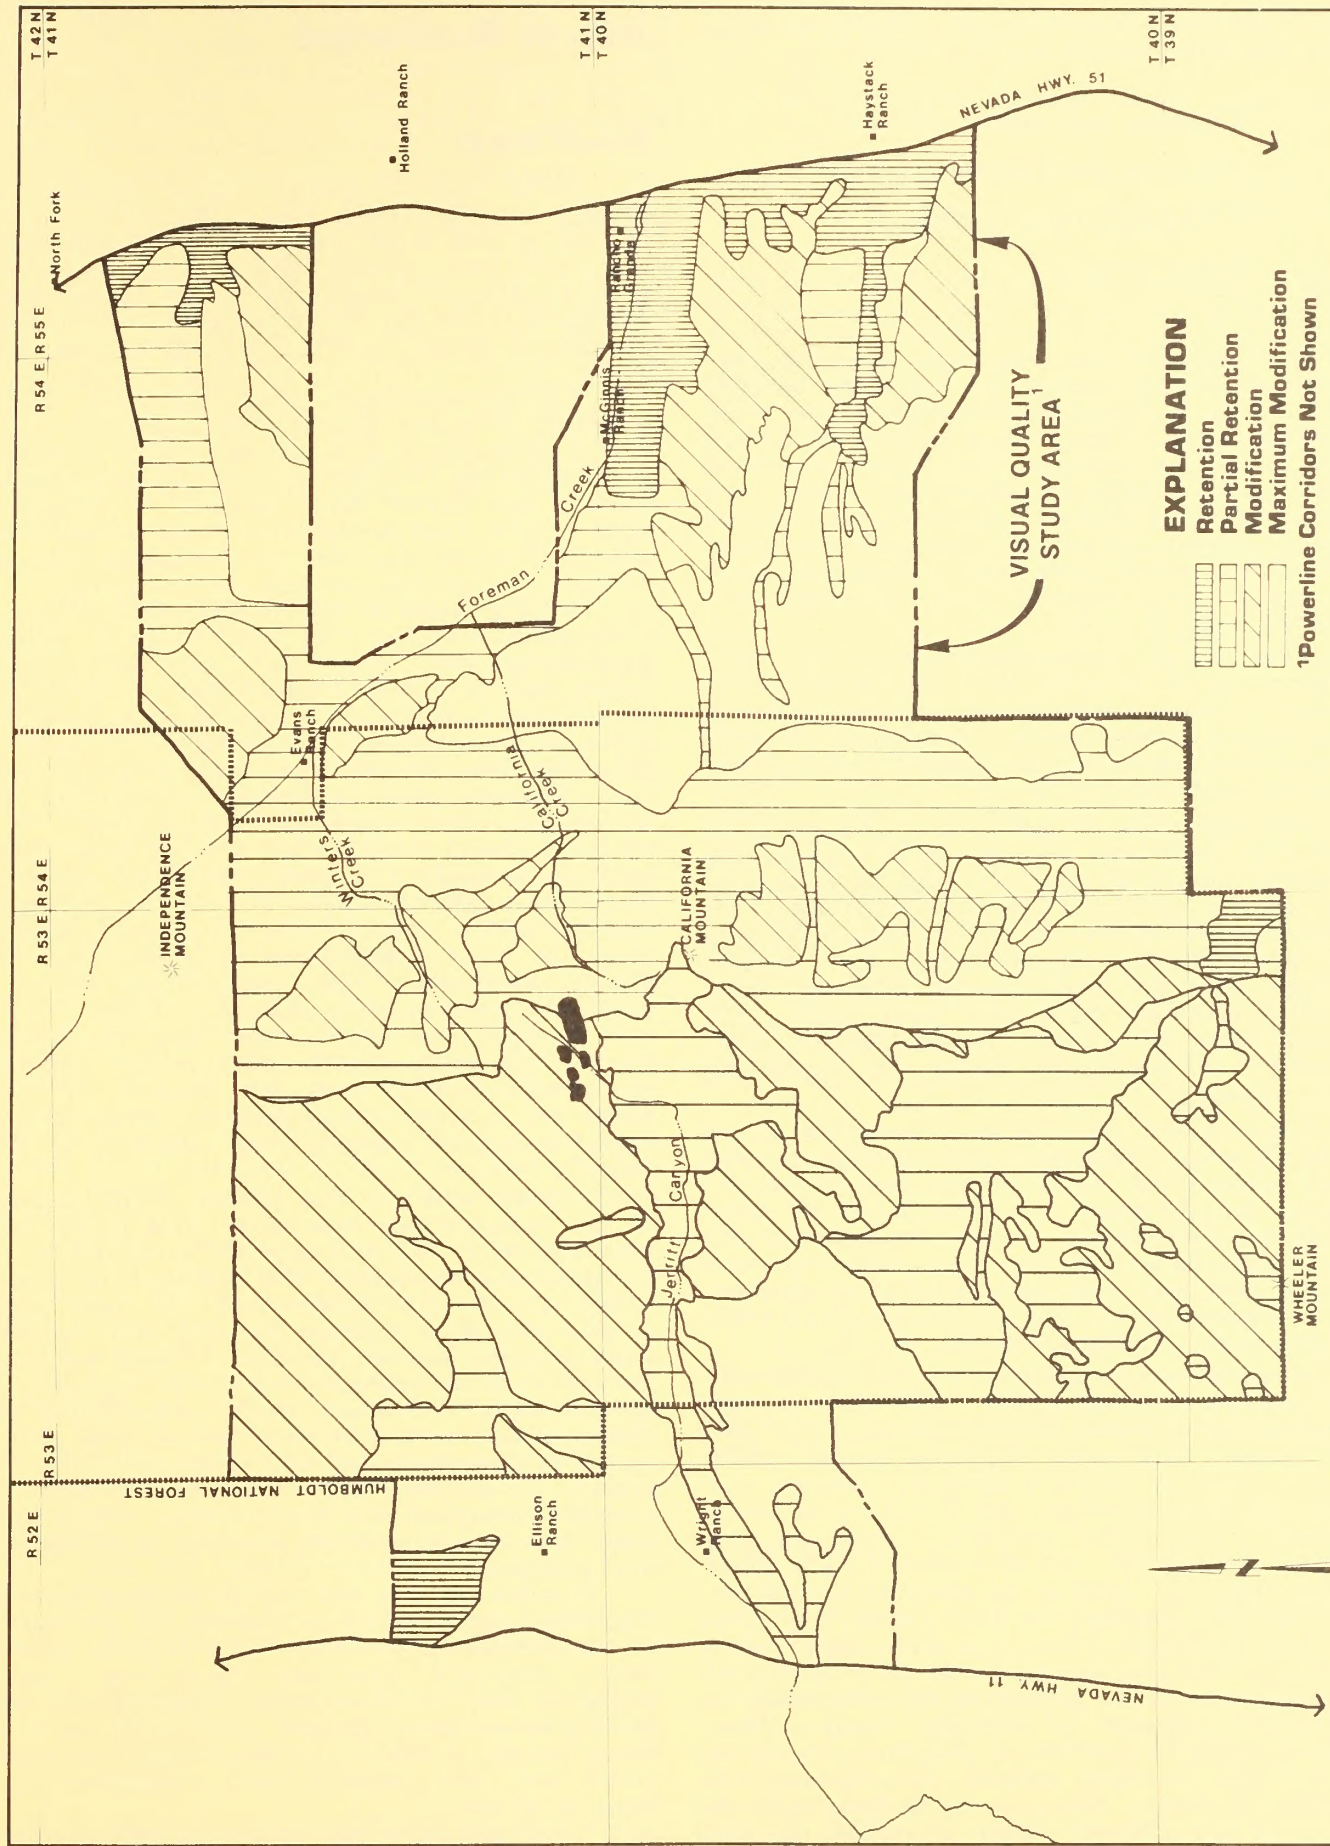 R 52 E
R 53 E
R 53 E R 54 E
R 54 E R 55 E
T 42 N
T 41 N
North Fork
INDEPENDENCE
MOUNTAIN
HUMBOLDT NATIONAL FOREST
Evans
Ranch
Winters
Creek
Foreman
Creek
Holland Ranch
Ellison
Ranch
California
Creek
McGinnis
Ranch
Rancho
Grande
T 41 N
T 40 N
Wright
Ranch
Jerritt Canyon
CALIFORNIA
MOUNTAIN
Haystack
Ranch
NEVADA HWY. 51
NEVADA HWY. 11
VISUAL QUALITY
STUDY AREA1
T 40 N
T 39 N
N
WHEELER
MOUNTAIN
EXPLANATION
Retention
Partial Retention
Modification
Maximum Modification
1Powerline Corridors Not Shown